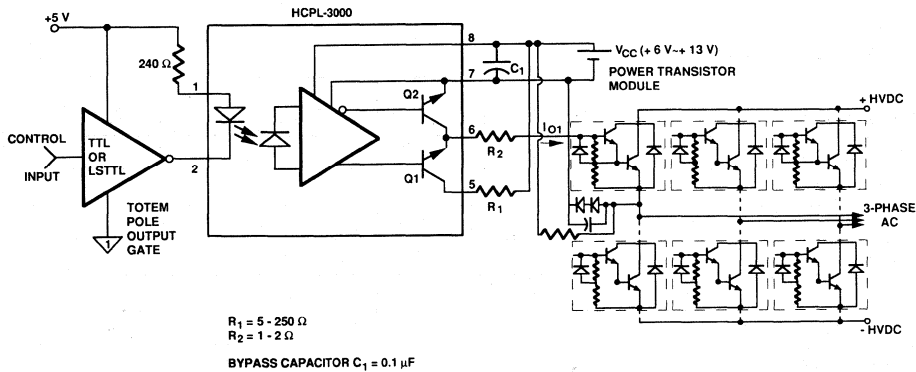 HCPL-3000
+5 V
240 Ω
1
2
CONTROL
INPUT
TTL
OR
LSTTL
1
TOTEM
POLE
OUTPUT
GATE
Q2
Q1
8
7
6
5
C1
R2
R1
IO1
VCC (+ 6 V~+ 13 V)
POWER TRANSISTOR
MODULE
+ HVDC
3-PHASE
AC
- HVDC
R1 = 5 - 250 Ω
R2 = 1 - 2 Ω
BYPASS CAPACITOR C1 = 0.1 µF